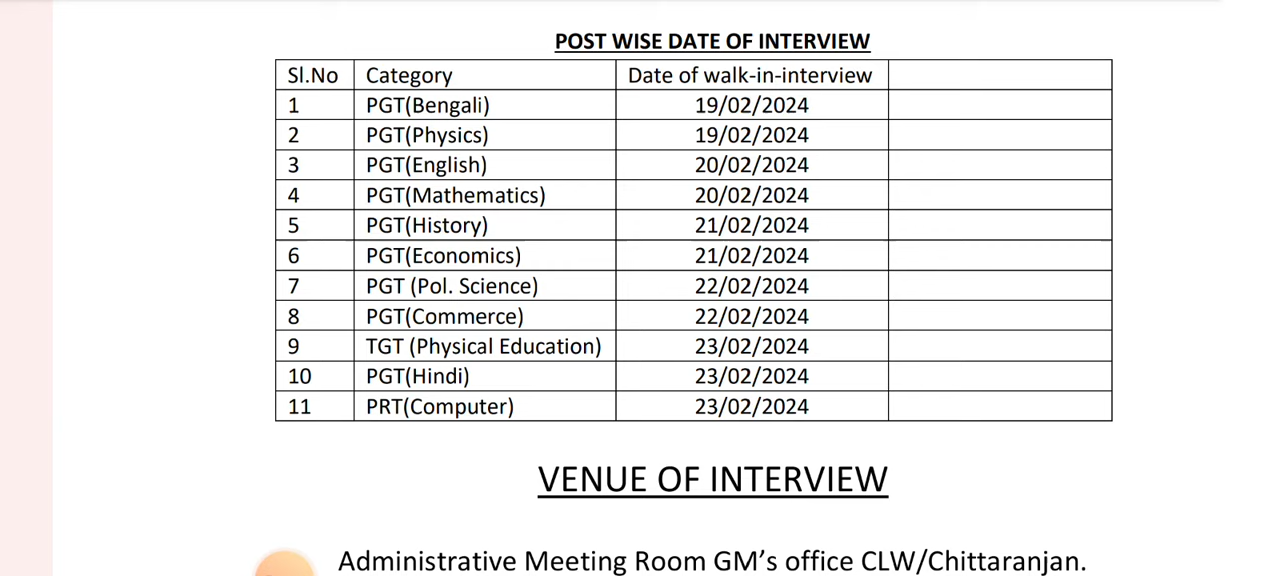 POST WISE DATE OF INTERVIEW
Sl.No Category Date of walk-in-interview
1 PGT(Bengali) 19/02/2024
2 PGT(Physics) 19/02/2024
3 PGT(English) 20/02/2024
4 PGT(Mathematics) 20/02/2024
5 PGT(History) 21/02/2024
6 PGT(Economics) 21/02/2024
7 PGT (Pol. Science) 22/02/2024
8 PGT(Commerce) 22/02/2024
9 TGT (Physical Education) 23/02/2024
10 PGT(Hindi) 23/02/2024
11 PRT(Computer) 23/02/2024
VENUE OF INTERVIEW
Administrative Meeting Room GM’s office CLW/Chittaranjan.